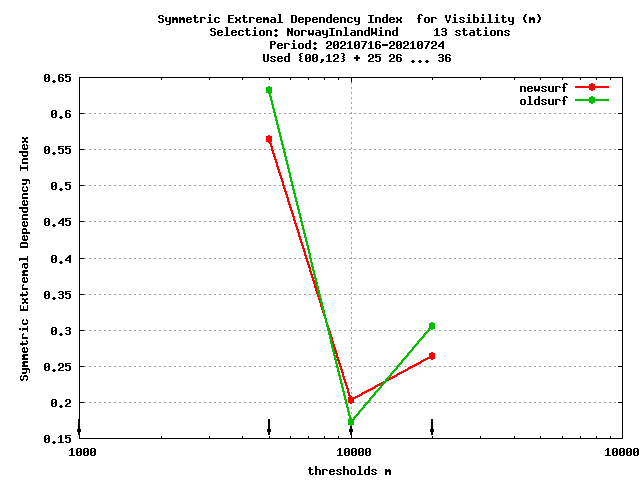 Symmetric Extremal Dependency Index  for Visibility (m)
Selection: NorwayInlandWind     13 stations
Period: 20210716-20210724
Used {00,12} + 25 26 ... 36
newsurf
oldsurf
Symmetric Extremal Dependency Index
0.65
0.6
0.55
0.5
0.45
0.4
0.35
0.3
0.25
0.2
0.15
1000 10000 10000
thresholds m